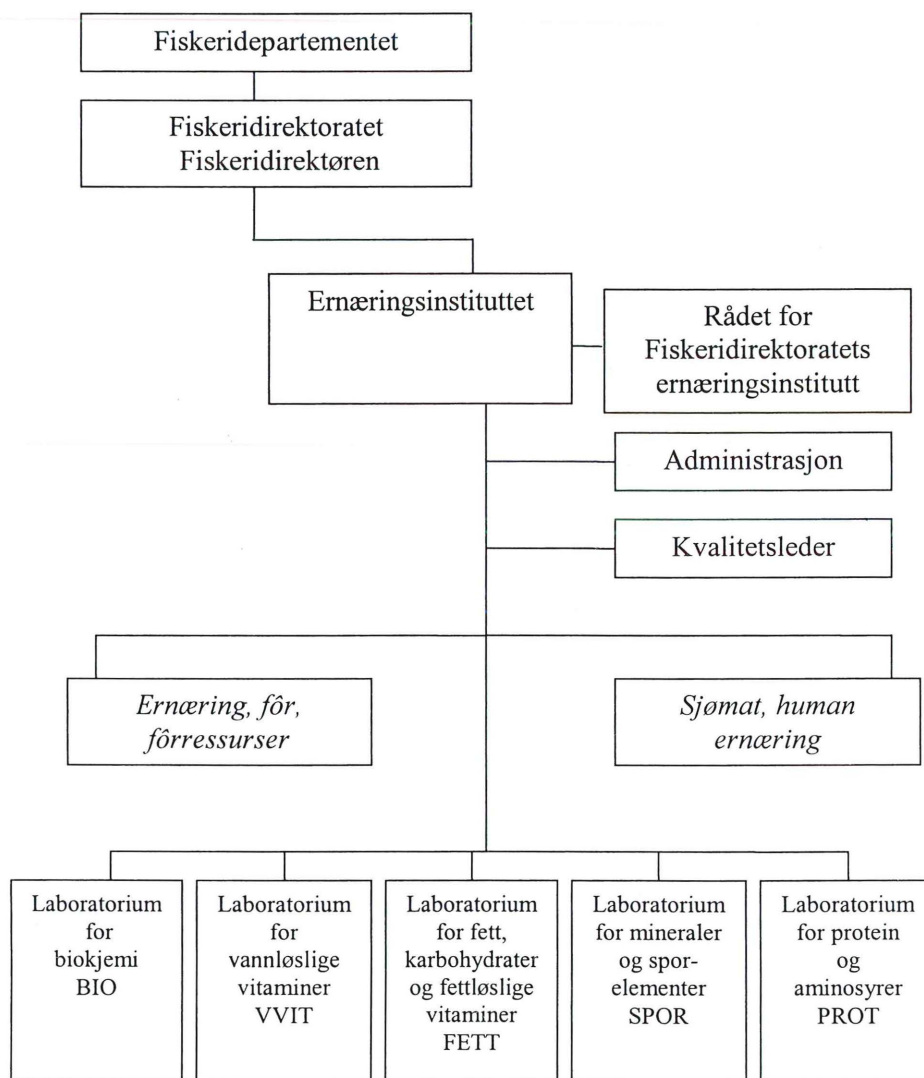 Fiskeridepartementet
Fiskeridirektoratet
Fiskeridirektøren
Ernæringsinstituttet
Rådet for
Fiskeridirektoratets
ernæringsinstitutt
Administrasjon
Kvalitetsleder
Ernæring, fôr,
fôrressurser
Sjømat, human
ernæring
Laboratorium
for
biokjemi
BIO
Laboratorium
for
vannløslige
vitaminer
VVIT
Laboratorium
for fett,
karbohydrater
og fettløslige
vitaminer
FETT
Laboratorium
for mineraler
og spor-
elementer
SPOR
Laboratorium
for protein
og
aminosyrer
PROT